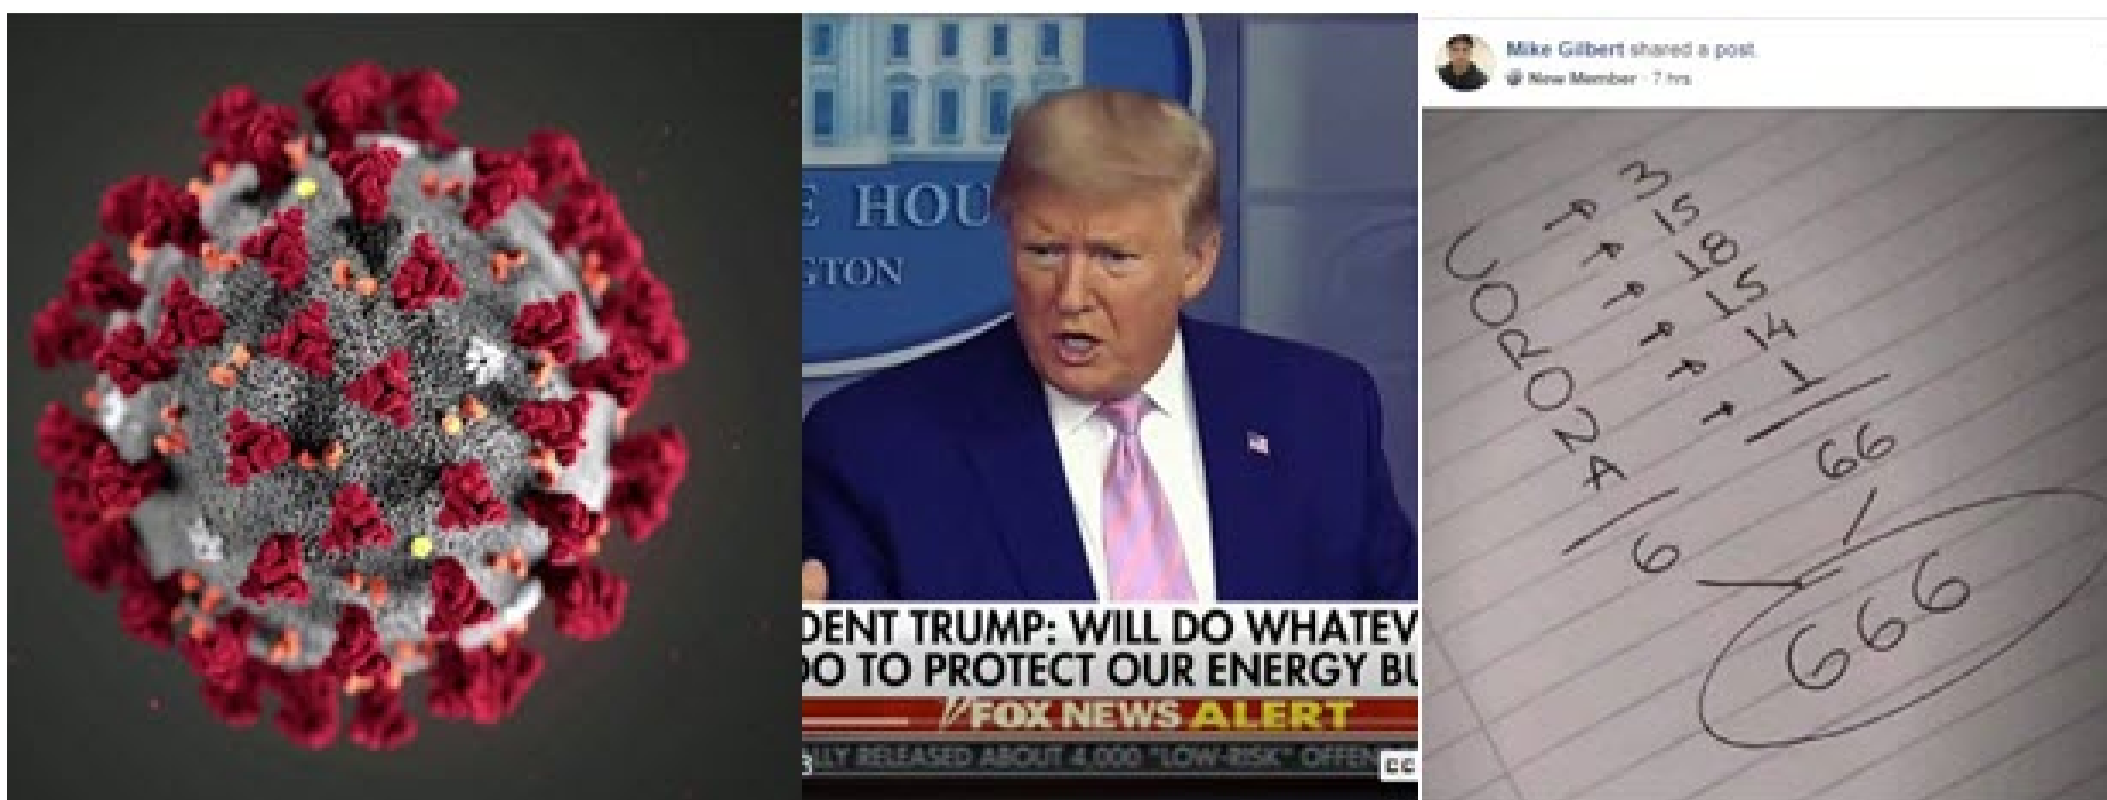 E HOU
GTON
DENT TRUMP: WILL DO WHATEV
DO TO PROTECT OUR ENERGY BU
FOX NEWS ALERT
LLY RELEASED ABOUT 4,000 "LOW-RISK" OFFEN
CC
Mike Gilbert shared a post.
New Member · 7 hrs
C → 3
O → 15
R → 18
O → 15
N → 14
A → 1
6 66
666